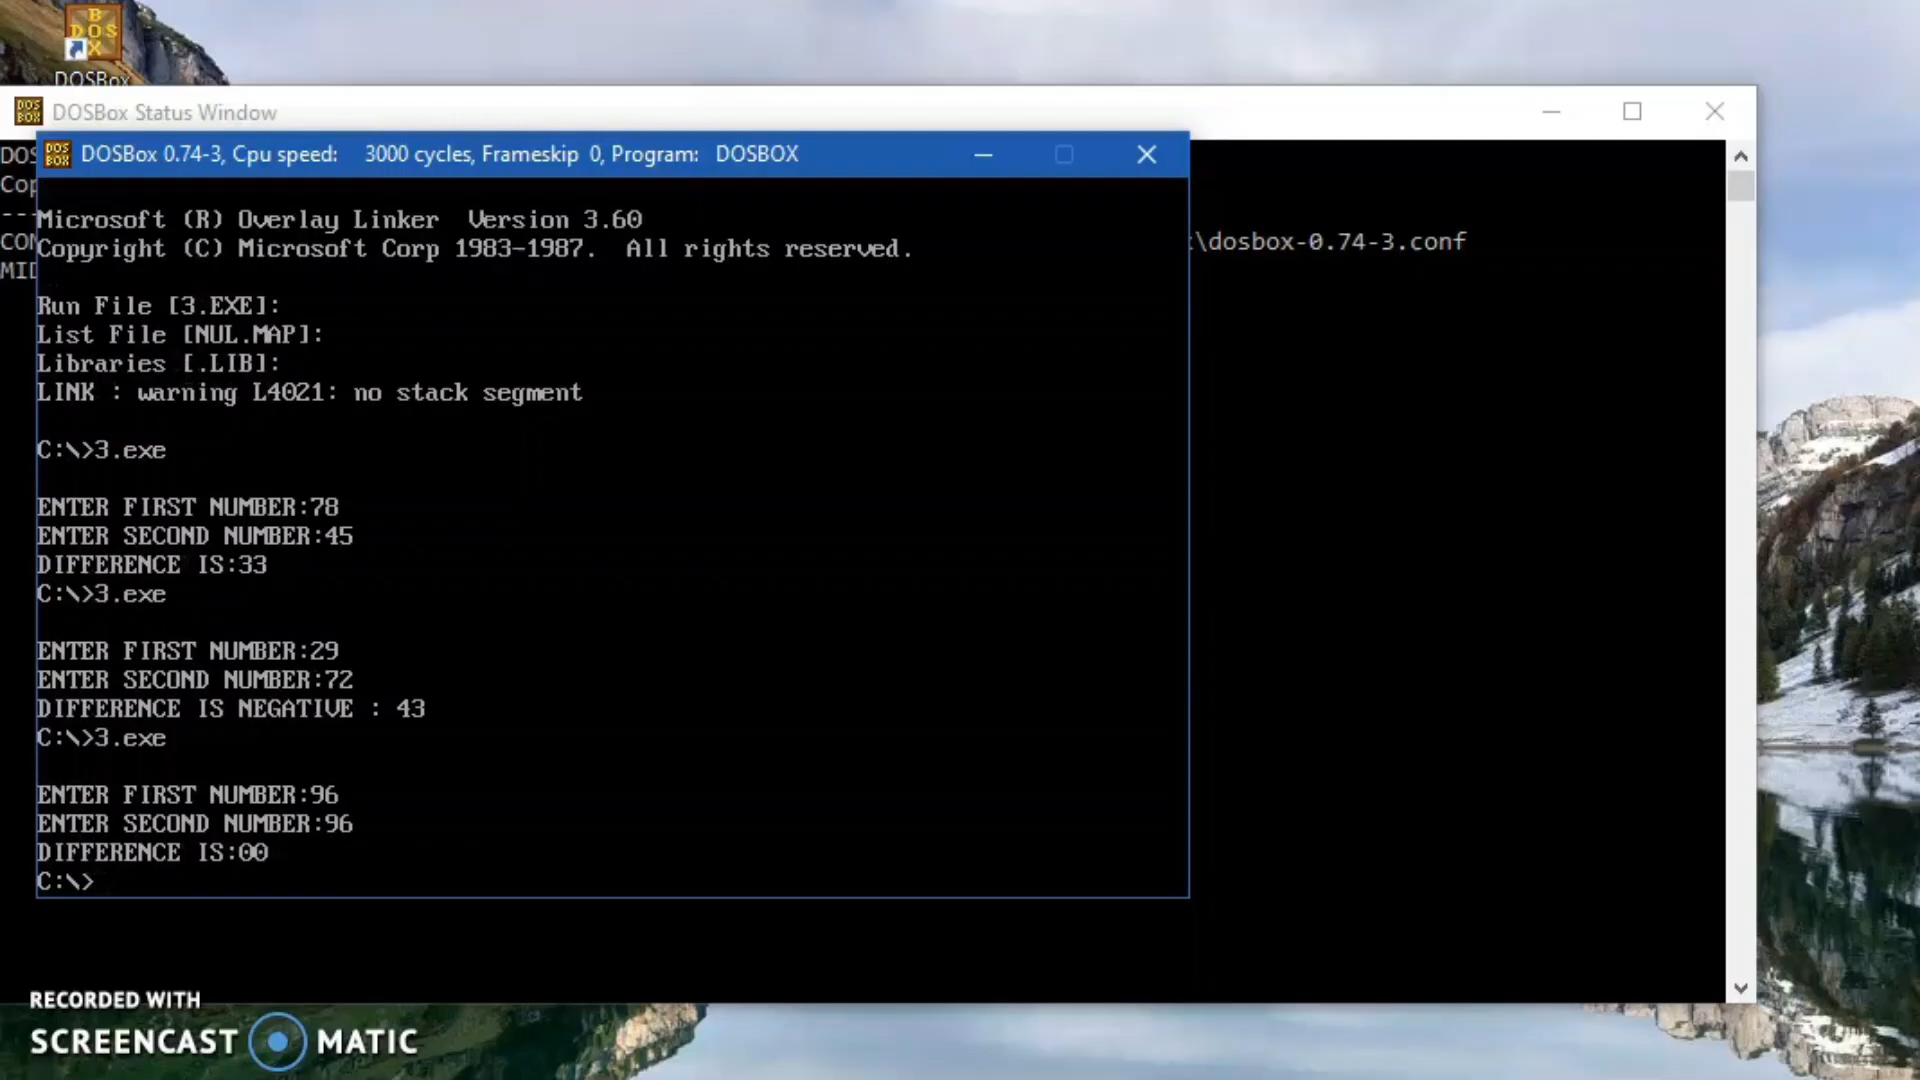 DOSBox
DOSBox Status Window
DOSBox 0.74-3, Cpu speed: 3000 cycles, Frameskip 0, Program: DOSBOX
\dosbox-0.74-3.conf
Microsoft (R) Overlay Linker Version 3.60
Copyright (C) Microsoft Corp 1983-1987. All rights reserved.
Run File [3.EXE]:
List File [NUL.MAP]:
Libraries [.LIB]:
LINK : warning L4021: no stack segment
C:\>3.exe
ENTER FIRST NUMBER:78
ENTER SECOND NUMBER:45
DIFFERENCE IS:33
C:\>3.exe
ENTER FIRST NUMBER:29
ENTER SECOND NUMBER:72
DIFFERENCE IS NEGATIVE : 43
C:\>3.exe
ENTER FIRST NUMBER:96
ENTER SECOND NUMBER:96
DIFFERENCE IS:00
C:\>
RECORDED WITH
SCREENCAST MATIC